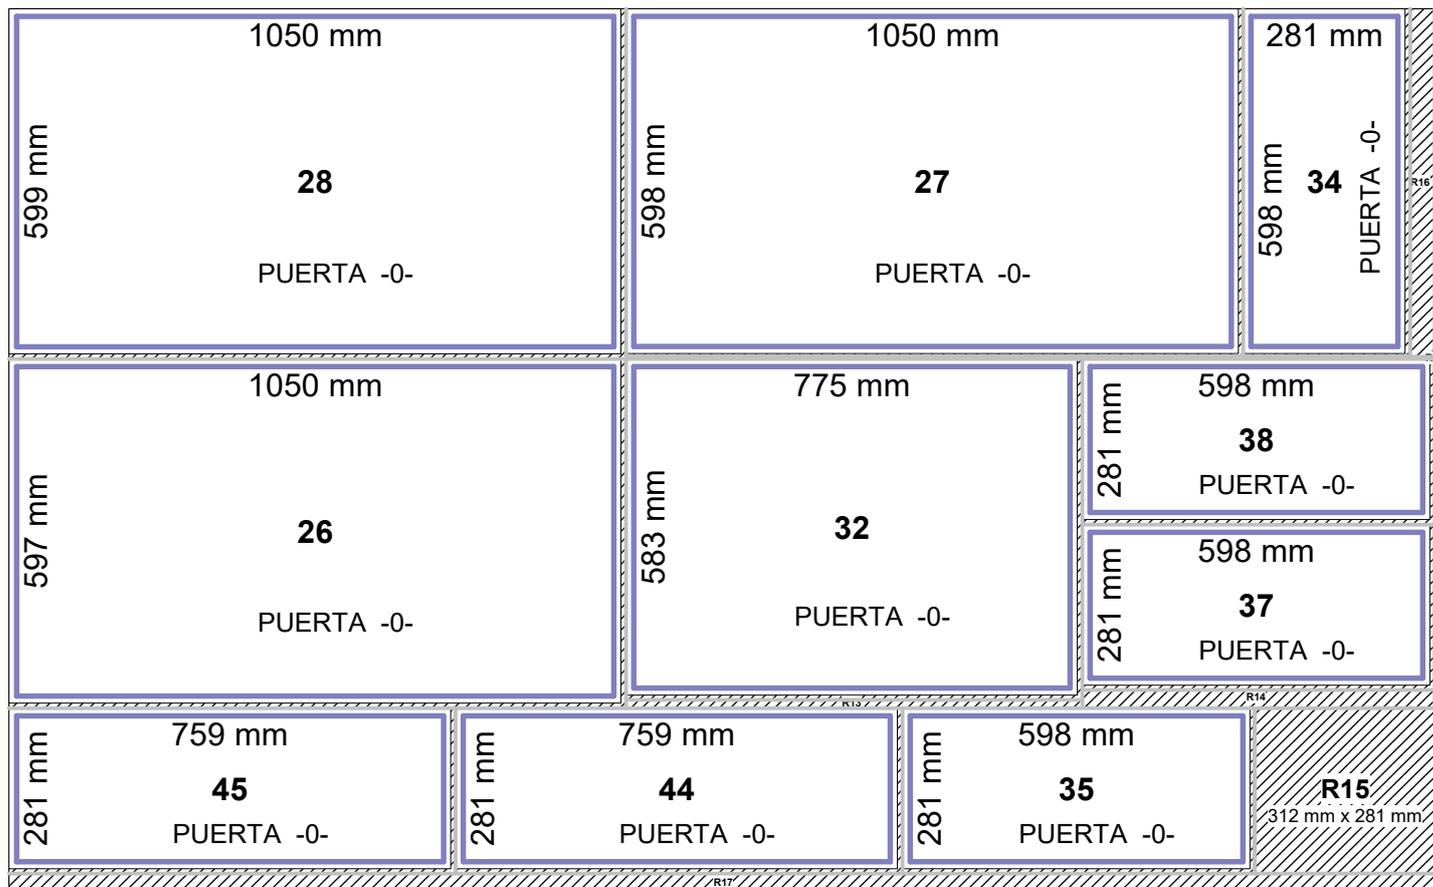 1050 mm
599 mm
28
PUERTA -0-
1050 mm
598 mm
27
PUERTA -0-
281 mm
598 mm
34
PUERTA -0-
R16
1050 mm
597 mm
26
PUERTA -0-
775 mm
583 mm
32
PUERTA -0-
R13
598 mm
281 mm
38
PUERTA -0-
598 mm
281 mm
37
PUERTA -0-
R14
759 mm
281 mm
45
PUERTA -0-
759 mm
281 mm
44
PUERTA -0-
598 mm
281 mm
35
PUERTA -0-
R15
312 mm x 281 mm
R17